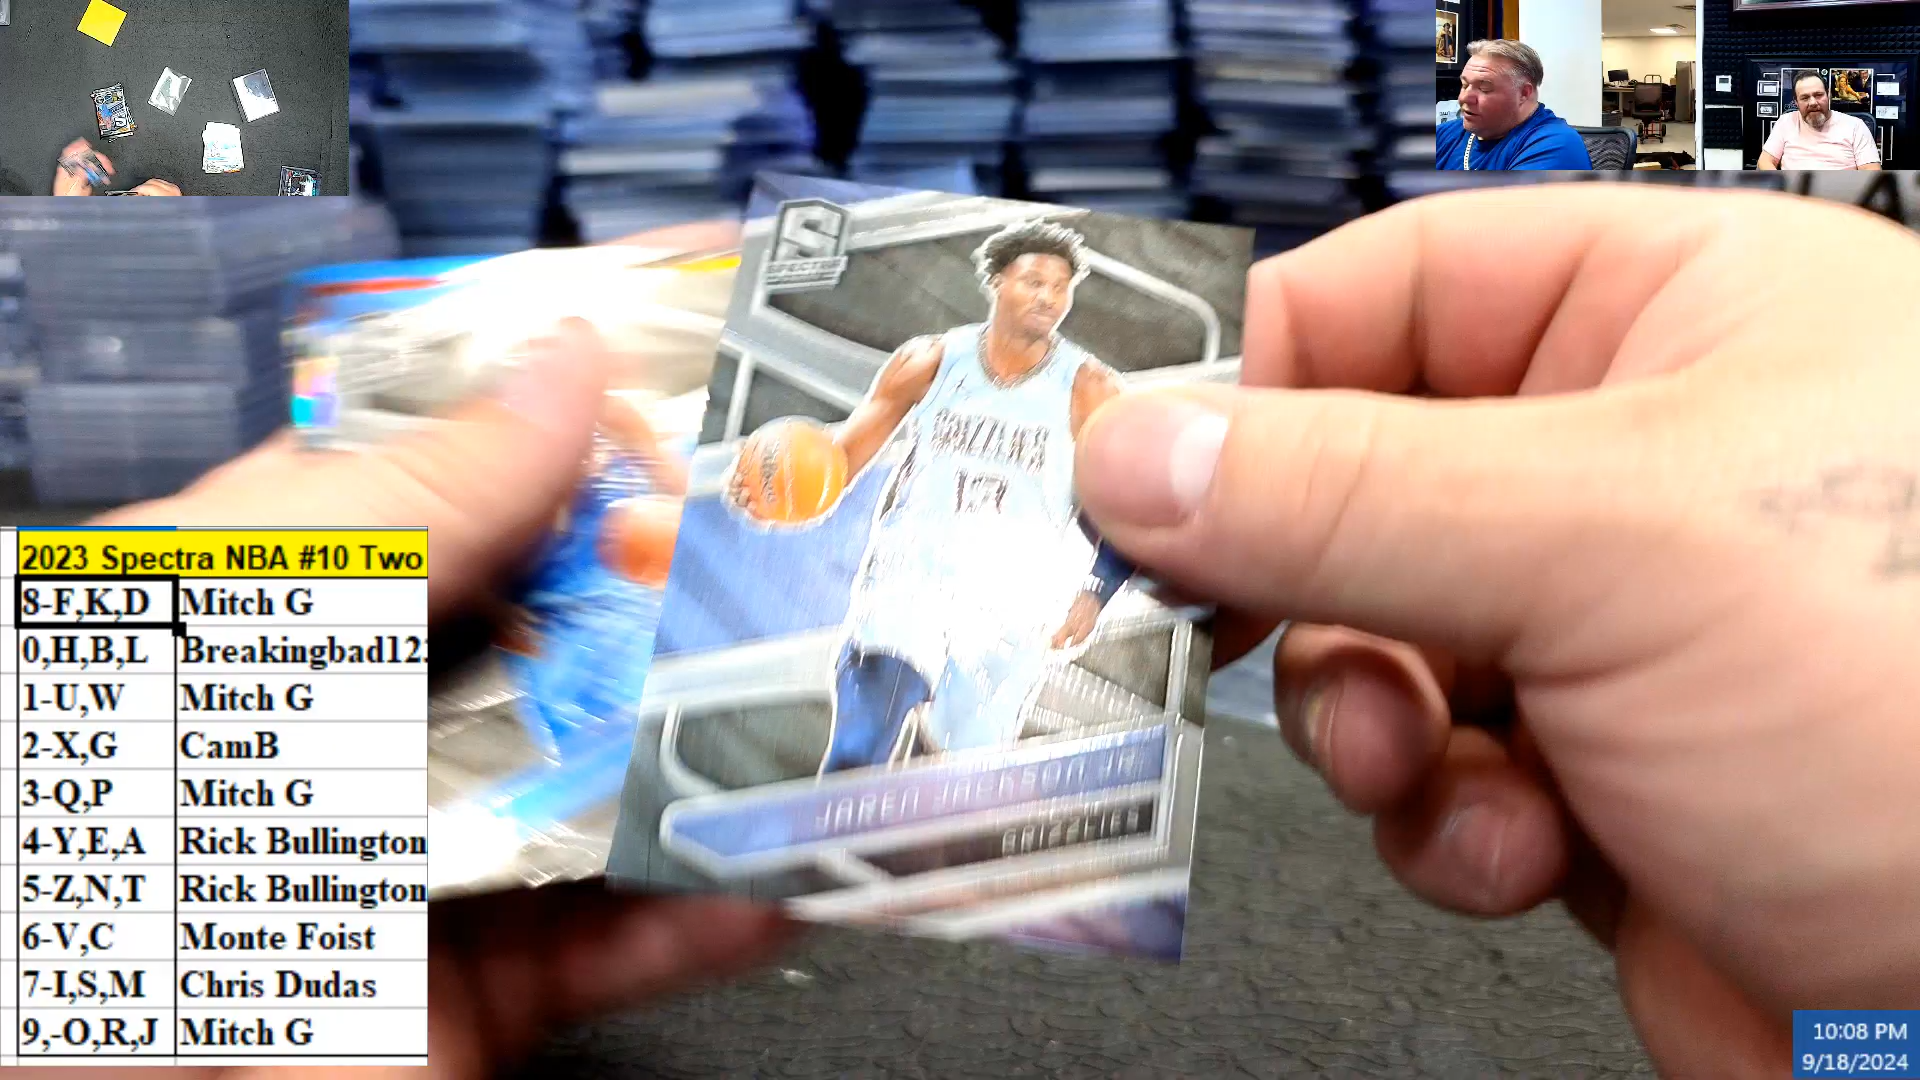 SPECTRA
GRIZZLIES
JAREN JACKSON JR.
GRIZZLIES
2023 Spectra NBA #10 Two
8-F,K,D Mitch G
0,H,B,L Breakingbad123
1-U,W Mitch G
2-X,G CamB
3-Q,P Mitch G
4-Y,E,A Rick Bullington
5-Z,N,T Rick Bullington
6-V,C Monte Foist
7-I,S,M Chris Dudas
9,-O,R,J Mitch G
10:08 PM
9/18/2024